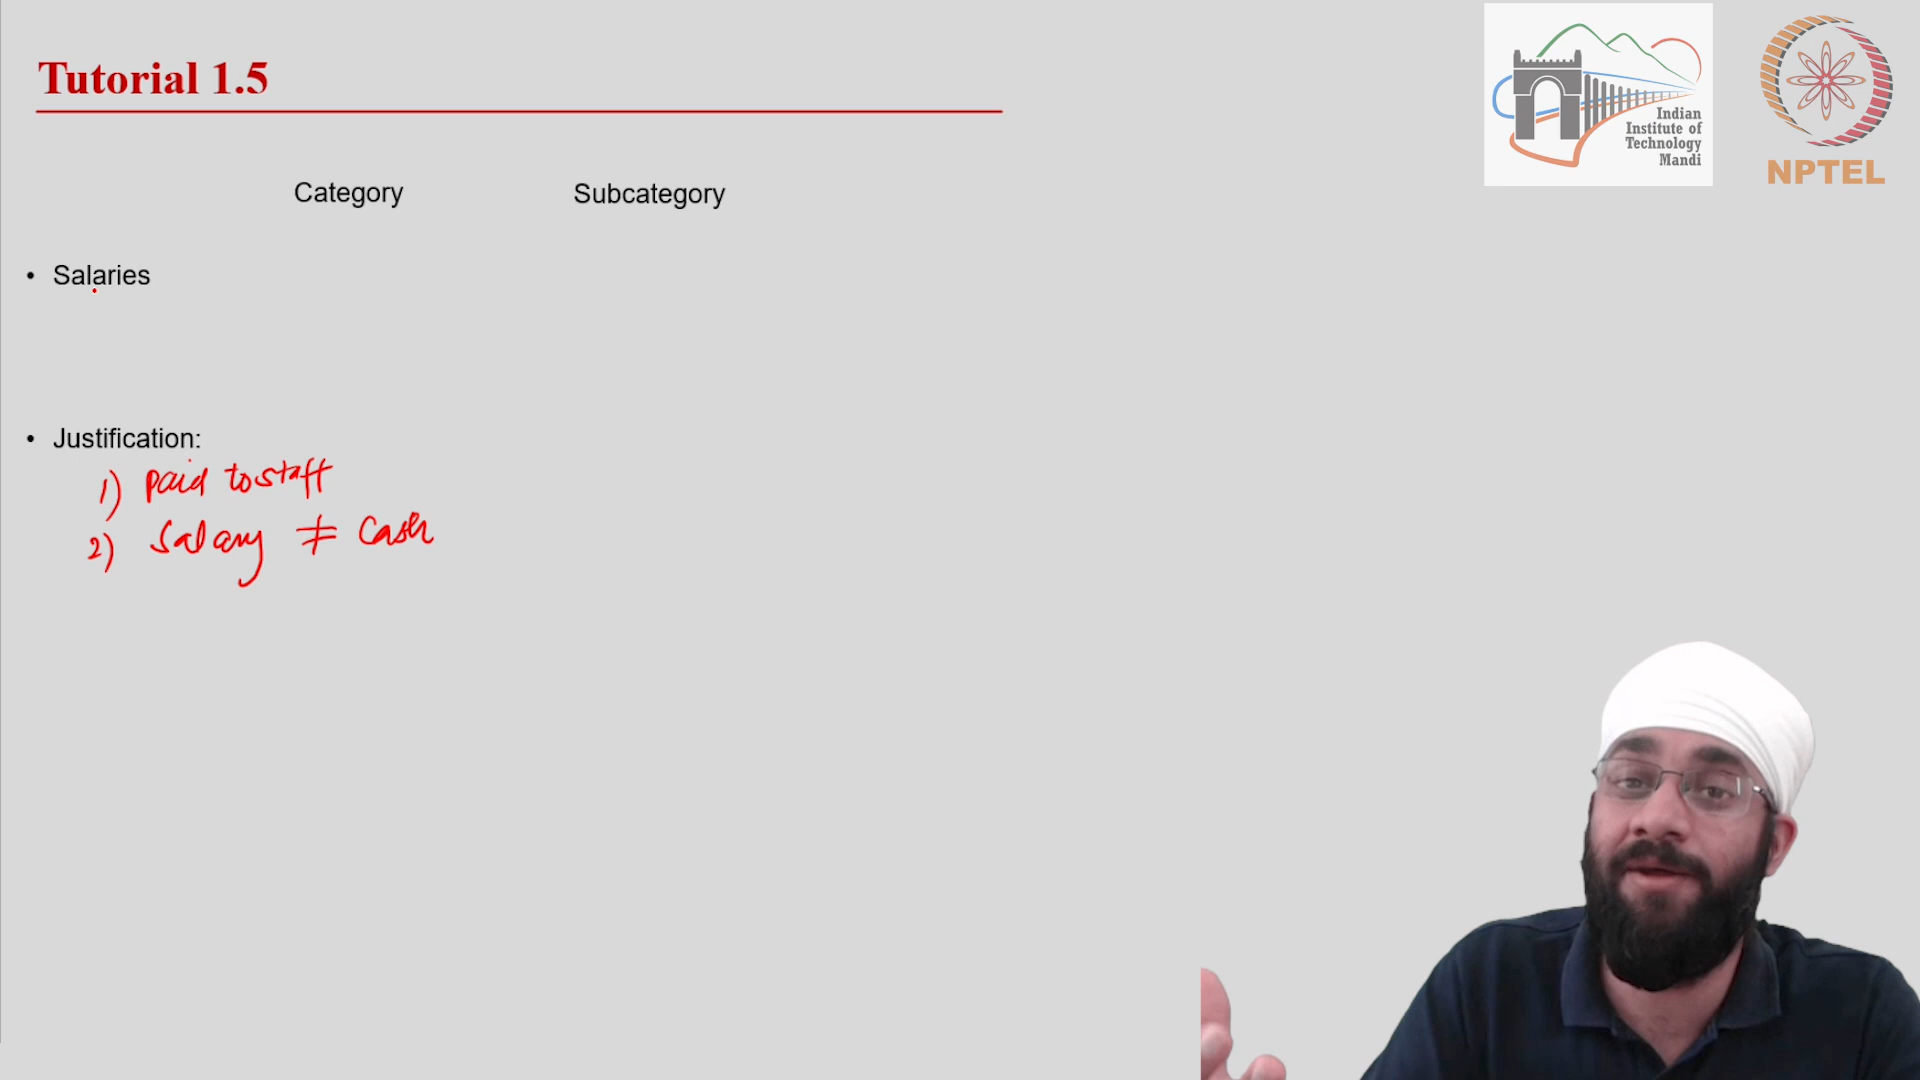 Tutorial 1.5
Indian
Institute of
Technology
Mandi
NPTEL
Category Subcategory
• Salaries
• Justification:
1) Paid to staff
2) Salary ≠ Cash